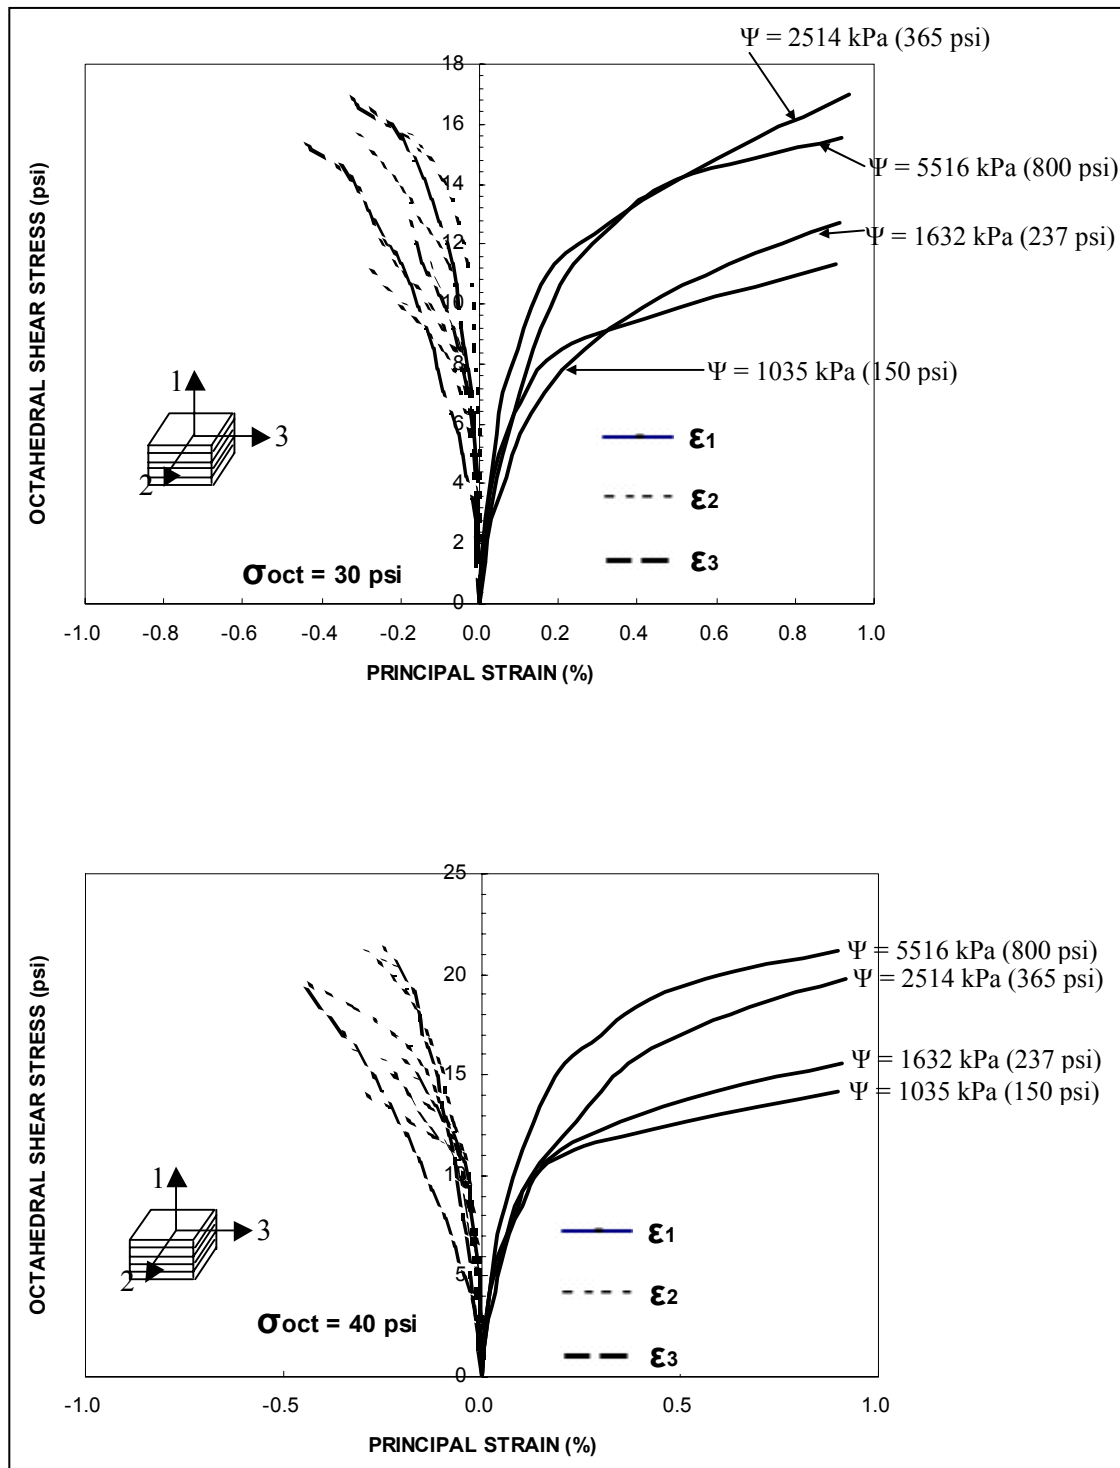 Ψ = 2514 kPa (365 psi)
18
16
14
12
10
8
6
4
2
0
OCTAHEDRAL SHEAR STRESS (psi)
Ψ = 5516 kPa (800 psi)
Ψ = 1632 kPa (237 psi)
Ψ = 1035 kPa (150 psi)
1
3
2
ε1
ε2
ε3
σoct = 30 psi
-1.0 -0.8 -0.6 -0.4 -0.2 0.0 0.2 0.4 0.6 0.8 1.0
PRINCIPAL STRAIN (%)
25
20
15
10
5
0
OCTAHEDRAL SHEAR STRESS (psi)
Ψ = 5516 kPa (800 psi)
Ψ = 2514 kPa (365 psi)
Ψ = 1632 kPa (237 psi)
Ψ = 1035 kPa (150 psi)
1
3
2
ε1
ε2
ε3
σoct = 40 psi
-1.0 -0.5 0.0 0.5 1.0
PRINCIPAL STRAIN (%)